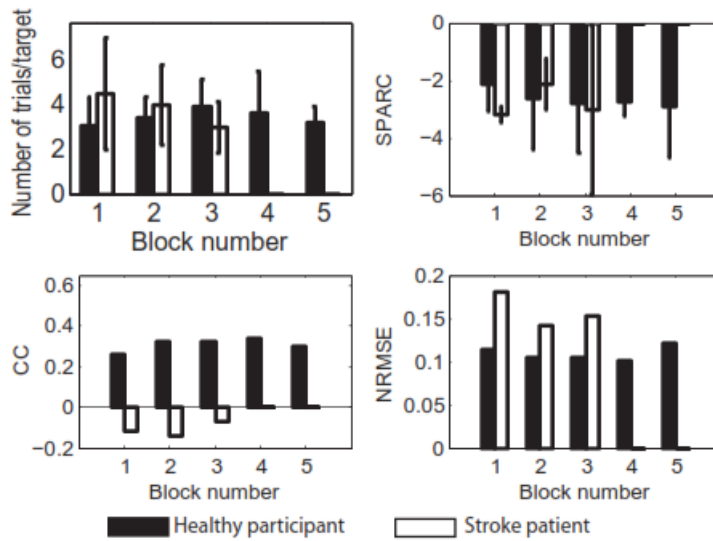 Number of trials/target
6
4
2
0
1 2 3 4 5
Block number
SPARC
0
−2
−4
−6
1 2 3 4 5
Block number
CC
0.6
0.4
0.2
0
−0.2
1 2 3 4 5
Block number
NRMSE
0.2
0.15
0.1
0.05
0
1 2 3 4 5
Block number
Healthy participant
Stroke patient